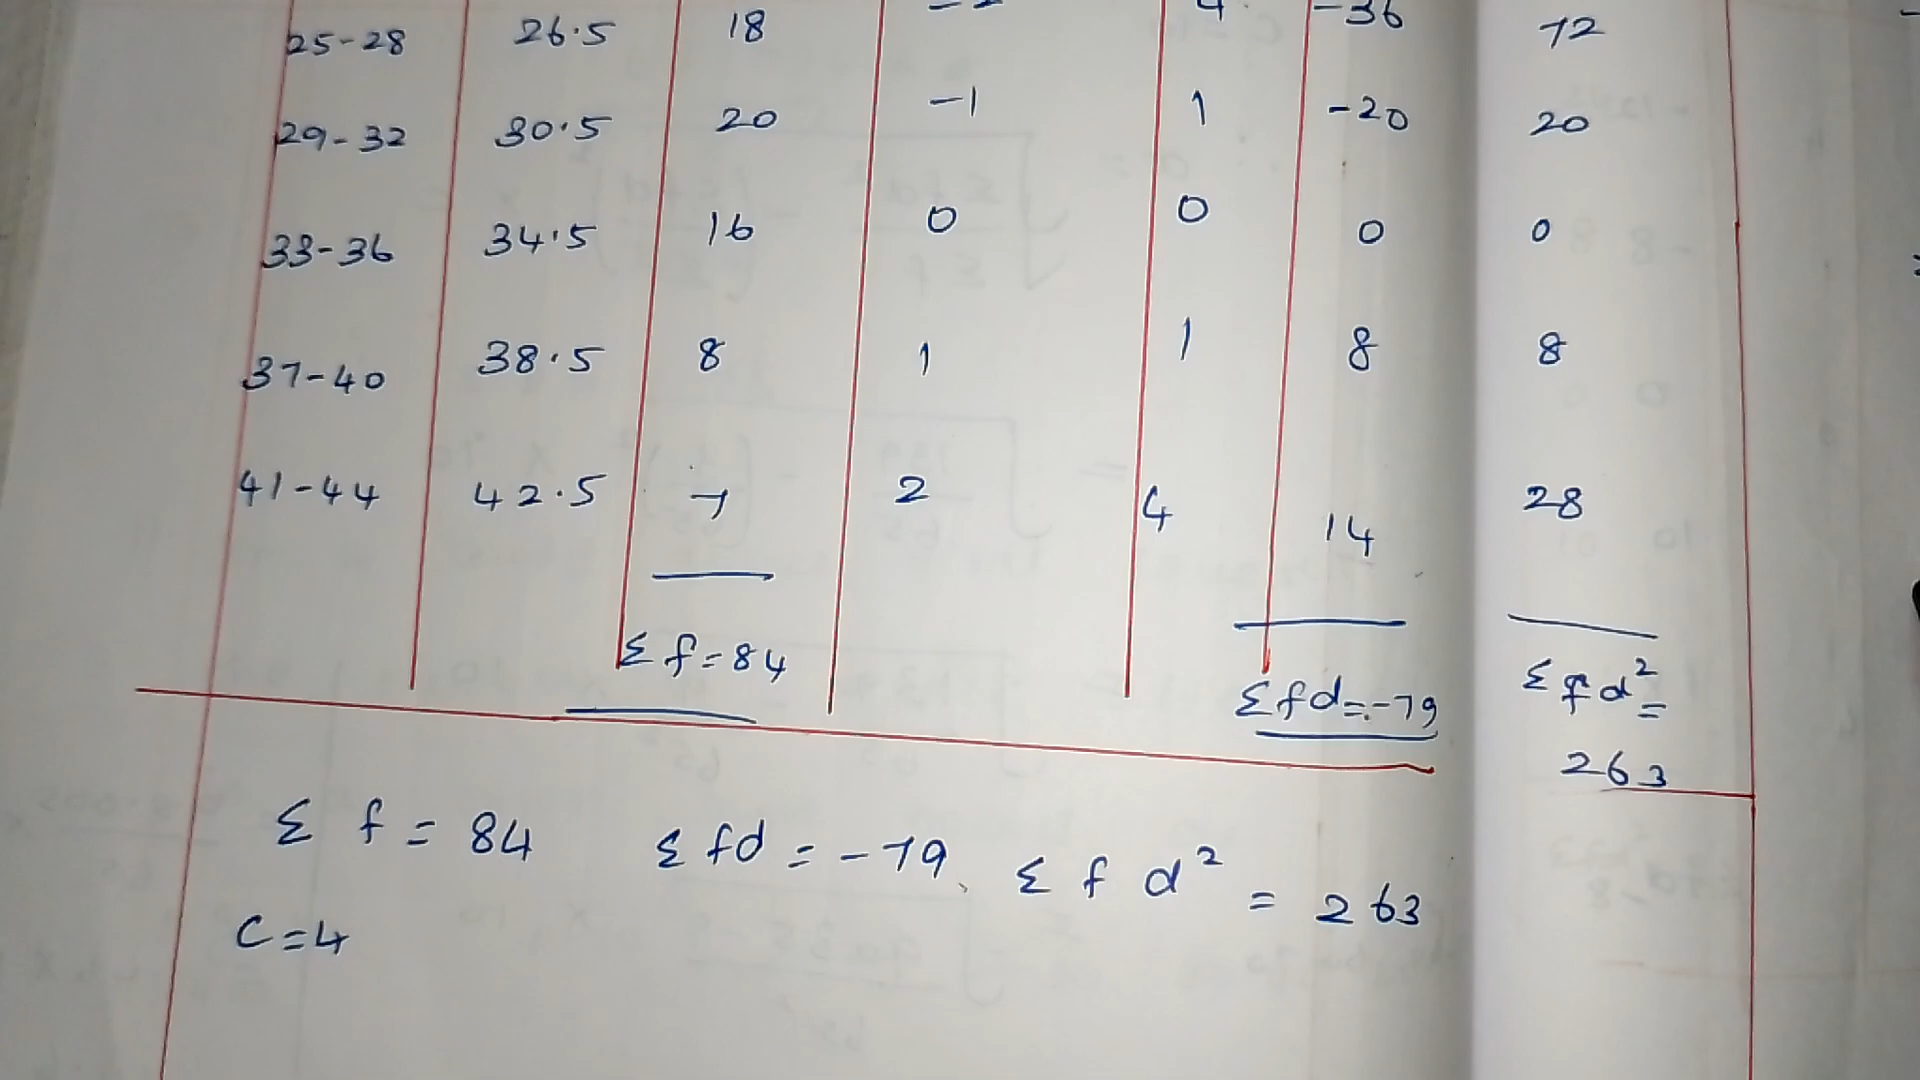 25-28 26.5 18 -2 4 -36 72
29-32 30.5 20 -1 1 -20 20
33-36 34.5 16 0 0 0 0
37-40 38.5 8 1 1 8 8
41-44 42.5 7 2 4 14 28
Σf=84 Σfd=-79 Σfd²=
263
Σ f = 84 Σ fd = -79, Σ f d² = 263
C=4